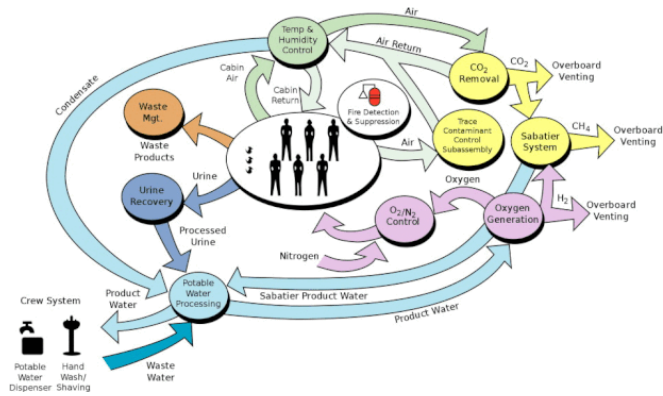 Air
Temp &
Humidity
Control
Air Return
CO2
Removal
CO2
Overboard
Venting
Condensate
Cabin
Air
Cabin
Return
Waste
Mgt.
Waste
Products
Fire Detection
& Suppression
Trace
Contaminant
Control
Subassembly
Sabatier
System
CH4
Overboard
Venting
Air
Urine
Urine
Recovery
Oxygen
O2/N2
Control
Oxygen
Generation
H2
Overboard
Venting
Processed
Urine
Nitrogen
Potable
Water
Processing
Sabatier Product Water
Product Water
Crew System
Product
Water
Potable
Water
Dispenser
Hand
Wash/
Shaving
Waste
Water